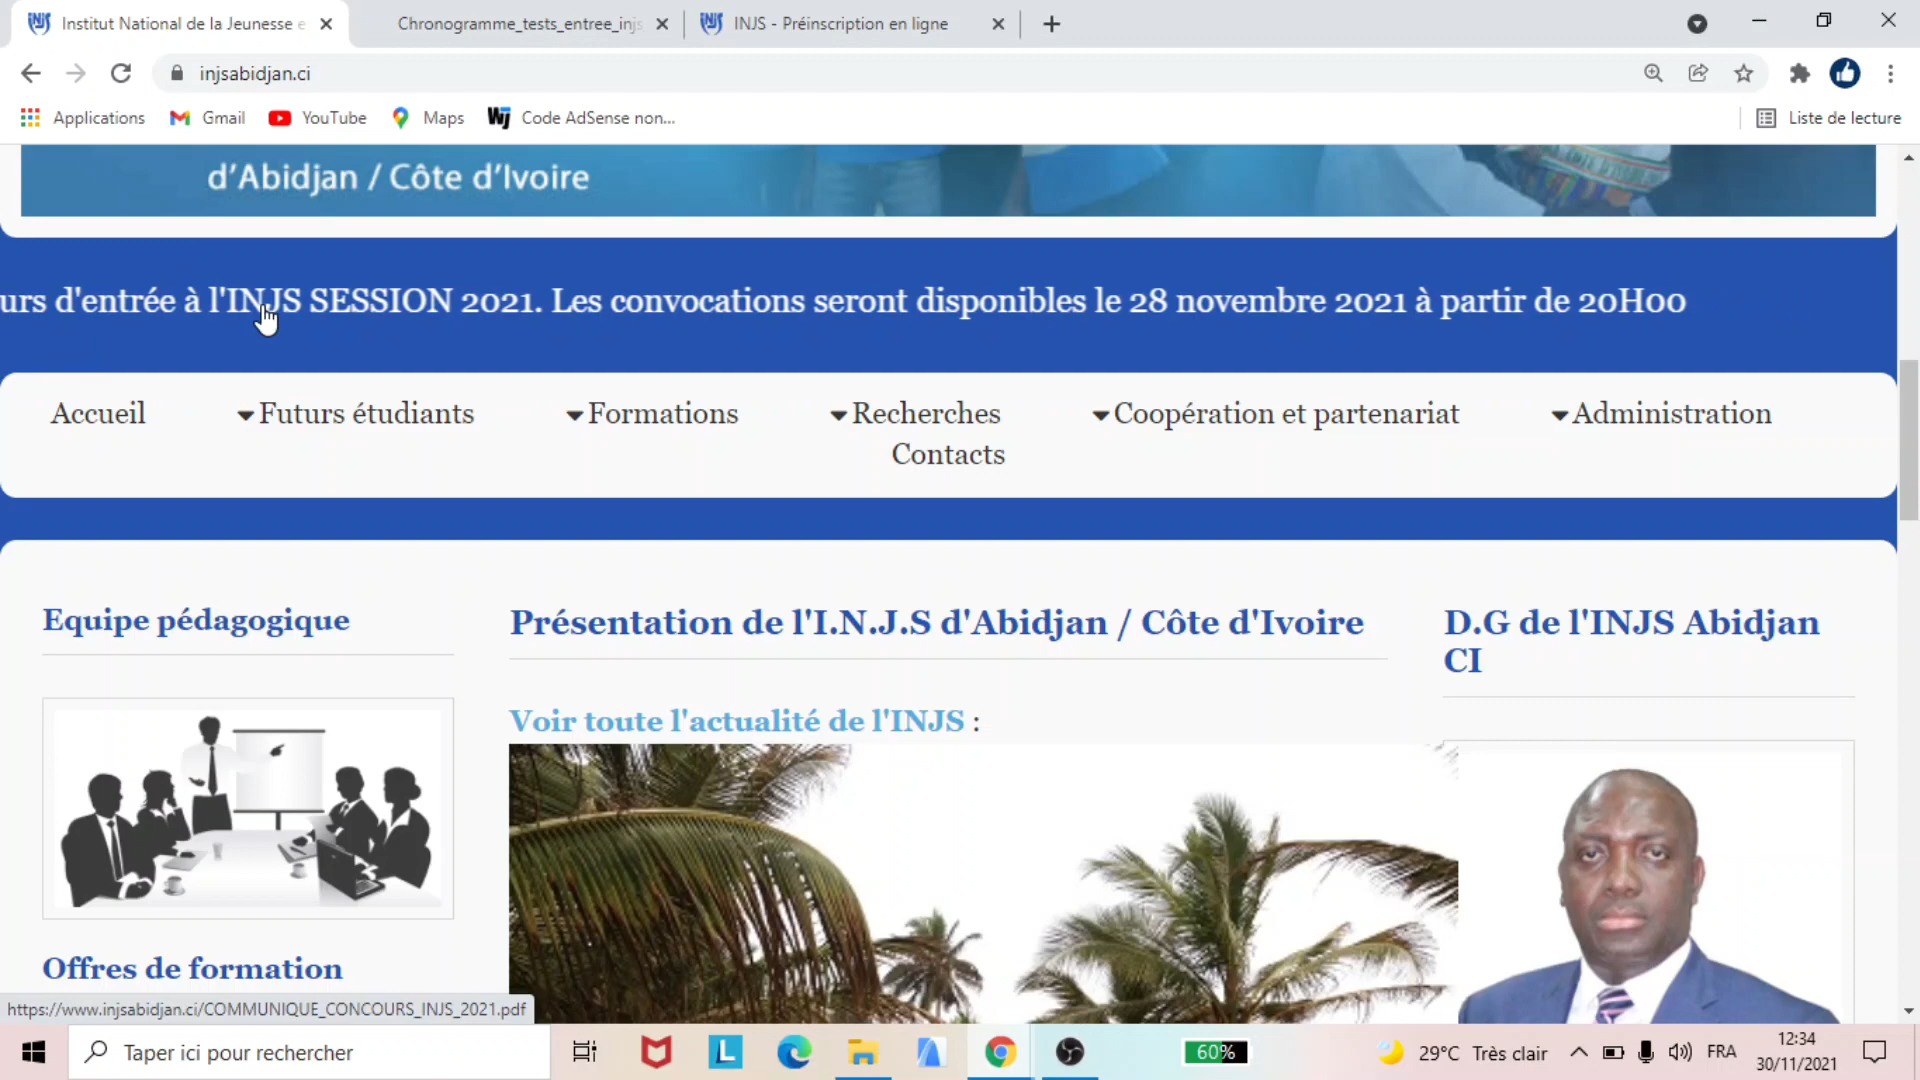 INJS Institut National de la Jeunesse e
Chronogramme_tests_entree_injs
INJS INJS - Préinscription en ligne
injsabidjan.ci
Applications
Gmail
YouTube
Maps
Code AdSense non...
Liste de lecture
d'Abidjan / Côte d'Ivoire
urs d'entrée à l'INJS SESSION 2021. Les convocations seront disponibles le 28 novembre 2021 à partir de 20H00
Accueil
Futurs étudiants
Formations
Recherches
Coopération et partenariat
Administration
Contacts
Equipe pédagogique
Présentation de l'I.N.J.S d'Abidjan / Côte d'Ivoire
D.G de l'INJS Abidjan
CI
Voir toute l'actualité de l'INJS :
Offres de formation
https://www.injsabidjan.ci/COMMUNIQUE_CONCOURS_INJS_2021.pdf
Taper ici pour rechercher
L
60%
29°C Très clair
FRA
12:34
30/11/2021